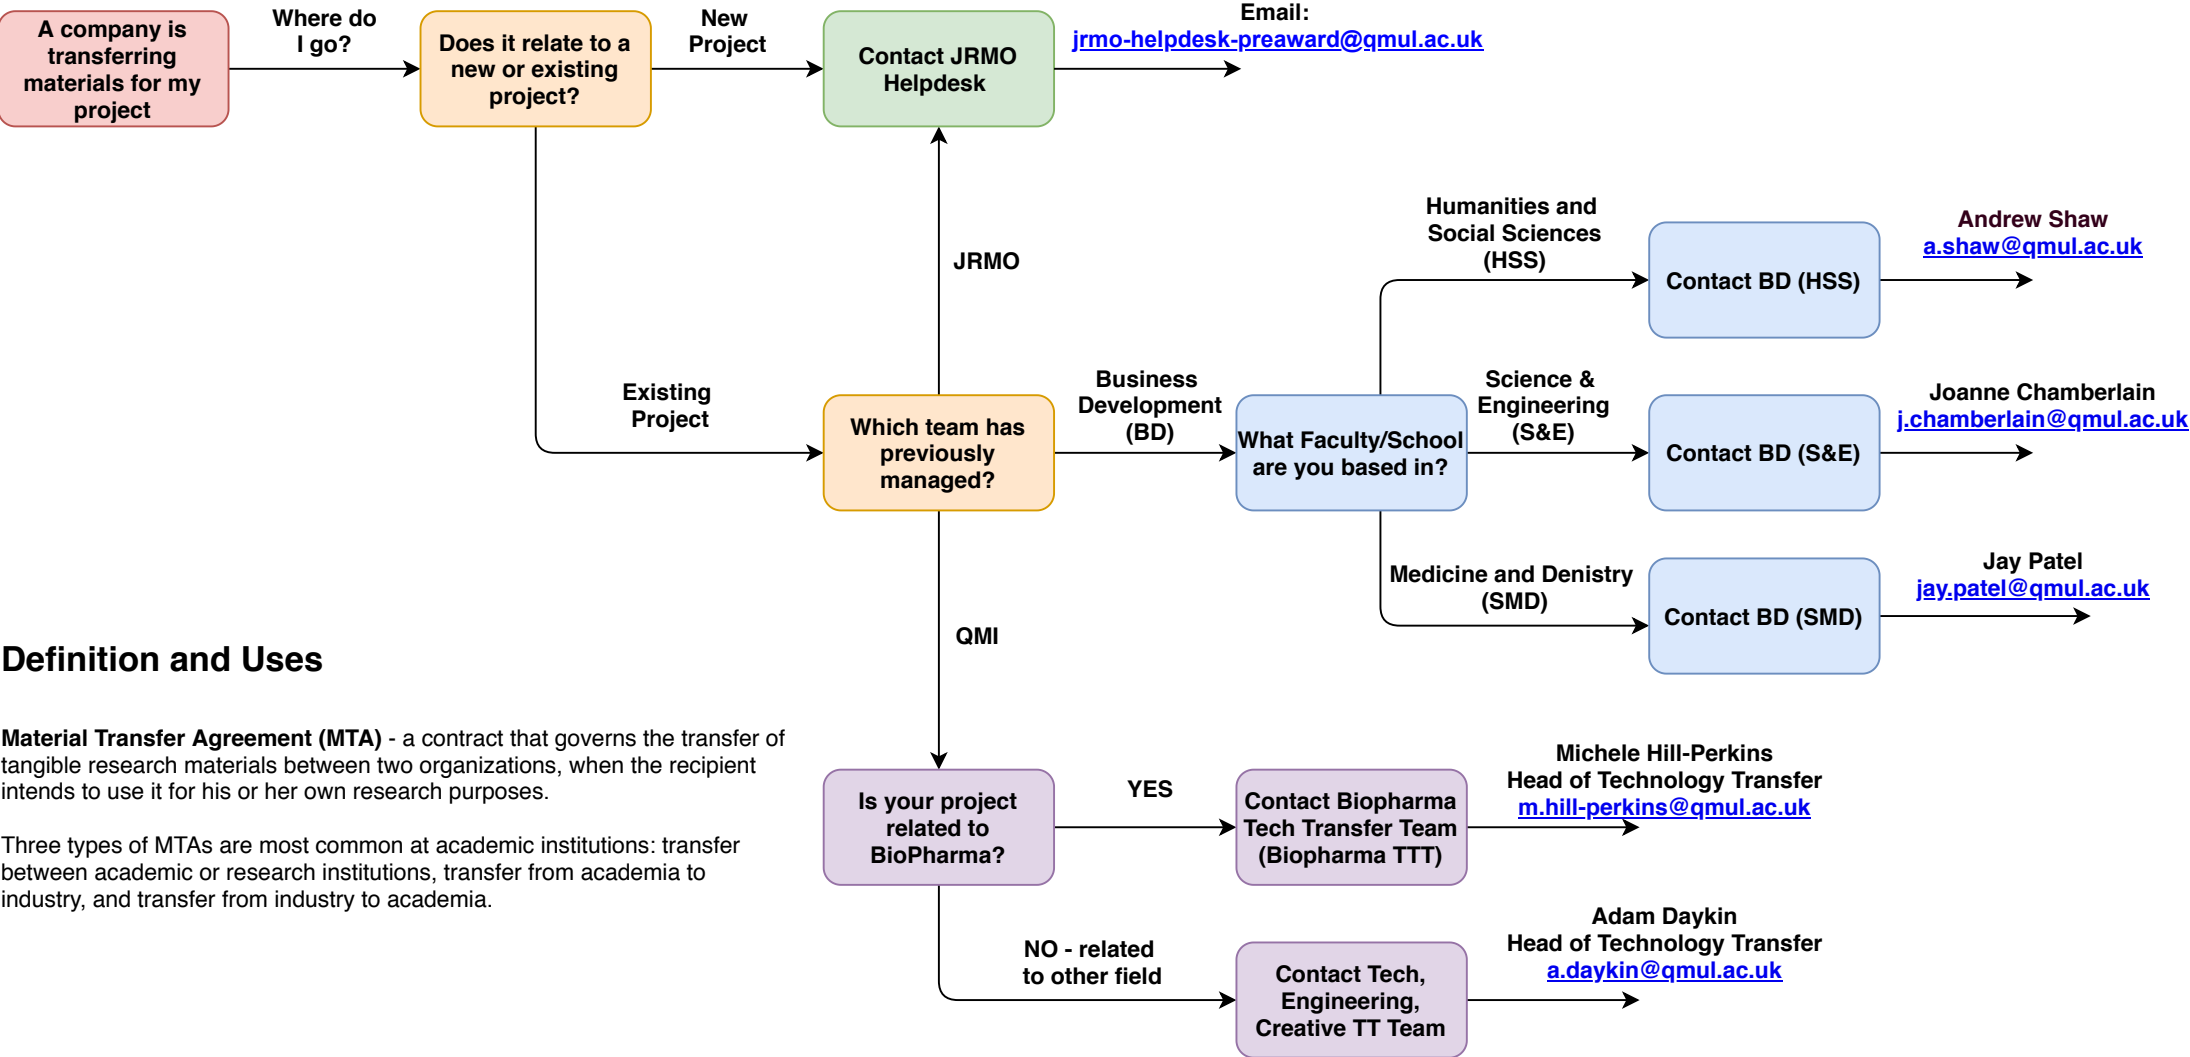 A company is
transferring
materials for my
project
Where do
I go?
Does it relate to a
new or existing
project?
New
Project
Contact JRMO
Helpdesk
Email:
jrmo-helpdesk-preaward@qmul.ac.uk
JRMO
Existing
Project
Which team has
previously
managed?
Business
Development
(BD)
What Faculty/School
are you based in?
Humanities and
Social Sciences
(HSS)
Contact BD (HSS)
Andrew Shaw
a.shaw@qmul.ac.uk
Science &
Engineering
(S&E)
Contact BD (S&E)
Joanne Chamberlain
j.chamberlain@qmul.ac.uk
Medicine and Denistry
(SMD)
Contact BD (SMD)
Jay Patel
jay.patel@qmul.ac.uk
QMI
Is your project
related to
BioPharma?
YES
Contact Biopharma
Tech Transfer Team
(Biopharma TTT)
Michele Hill-Perkins
Head of Technology Transfer
m.hill-perkins@qmul.ac.uk
NO - related
to other field
Contact Tech,
Engineering,
Creative TT Team
Adam Daykin
Head of Technology Transfer
a.daykin@qmul.ac.uk
Definition and Uses
Material Transfer Agreement (MTA) - a contract that governs the transfer of
tangible research materials between two organizations, when the recipient
intends to use it for his or her own research purposes.
Three types of MTAs are most common at academic institutions: transfer
between academic or research institutions, transfer from academia to
industry, and transfer from industry to academia.